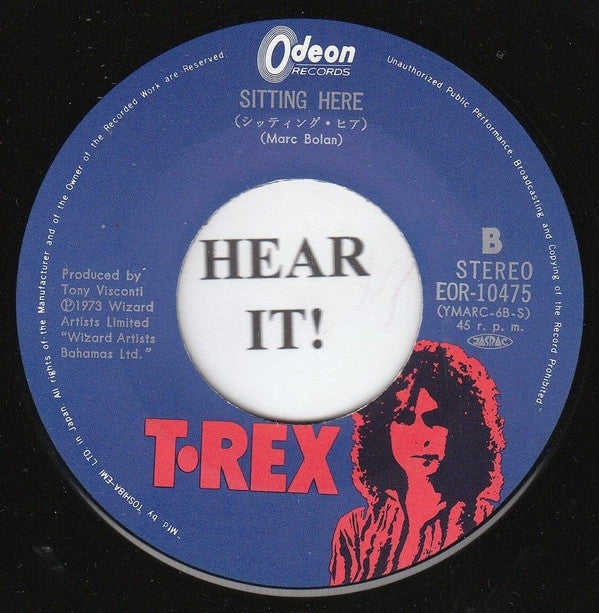 Odeon
RECORDS
SITTING HERE
(シッティング・ヒア)
(Marc Bolan)
HEAR
IT!
B
STEREO
EOR-10475
(YMARC-6B-S)
45 r. p. m.
JASRAC
Produced by
Tony Visconti
Ⓟ1973 Wizard
Artists Limited
"Wizard Artists
Bahamas Ltd."
T•REX
"Mfd by TOSHIBA-EMI LTD in Japan All rights of the Manufacturer and of the Owner of the Recorded Work are Reserved. Unauthorized Public Performance, Broadcasting and Copying of the Record Prohibited"